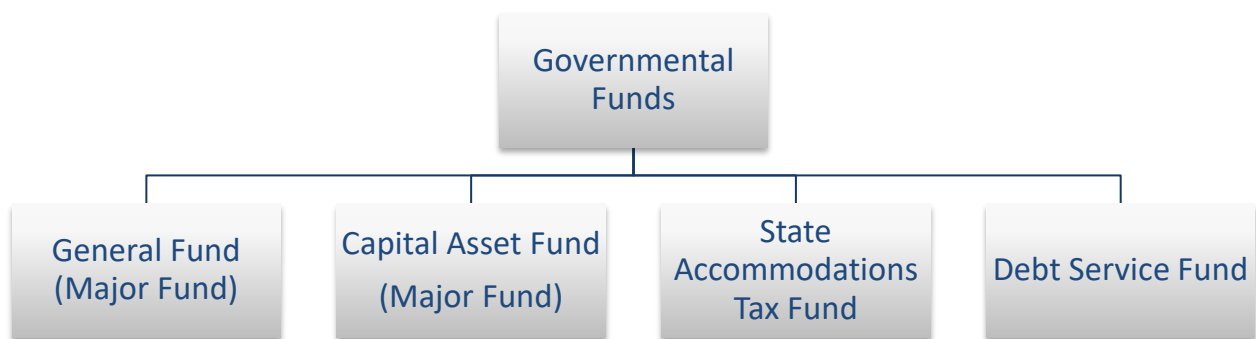 Governmental
Funds
General Fund
(Major Fund)
Capital Asset Fund
(Major Fund)
State
Accommodations
Tax Fund
Debt Service Fund